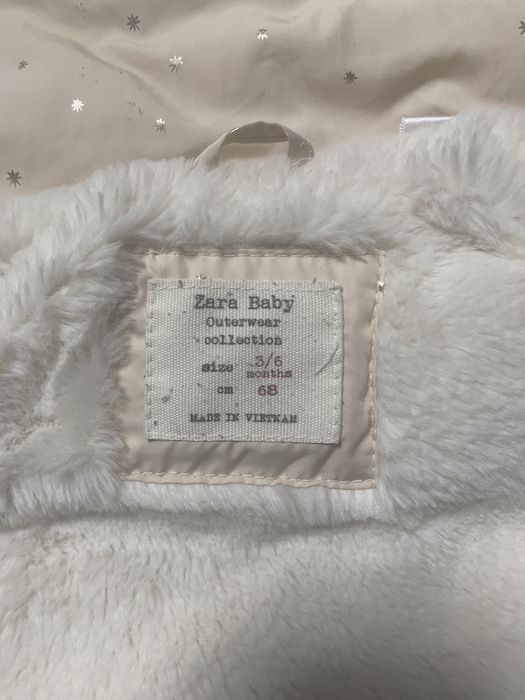 Zara Baby
Outerwear
collection
size 3/6
months
cm 68
MADE IN VIETNAM